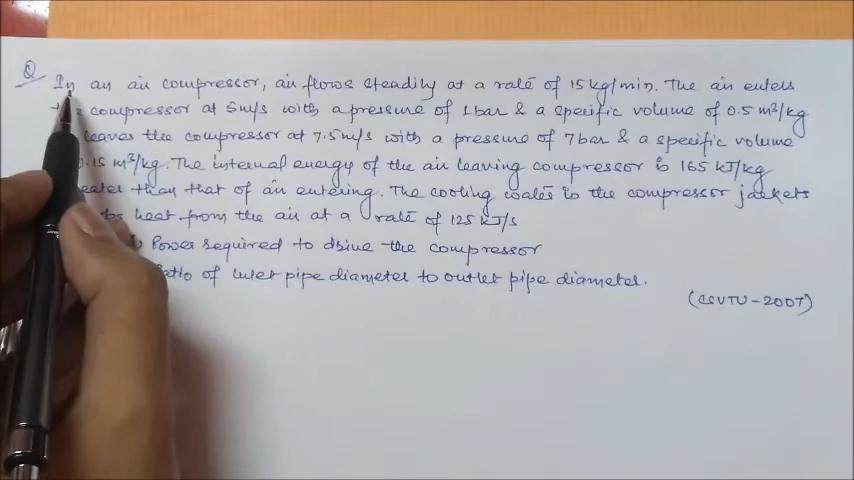 Q In an air compressor, air flows steadily at a rate of 15 kg/min. The air enters
compressor at 5m/s with a pressure of 1 bar & a specific volume of 0.5 m³/kg
leaves the compressor at 7.5 m/s with a pressure of 7 bar & a specific volume
0.15 m³/kg. The internal energy of the air leaving compressor is 165 kJ/kg
than that of air entering. The cooling water in the compressor jackets
heat from the air at a rate of 125 kJ/s
Power required to drive the compressor
of inlet pipe diameter to outlet pipe diameter.
(CSVTU-2007)